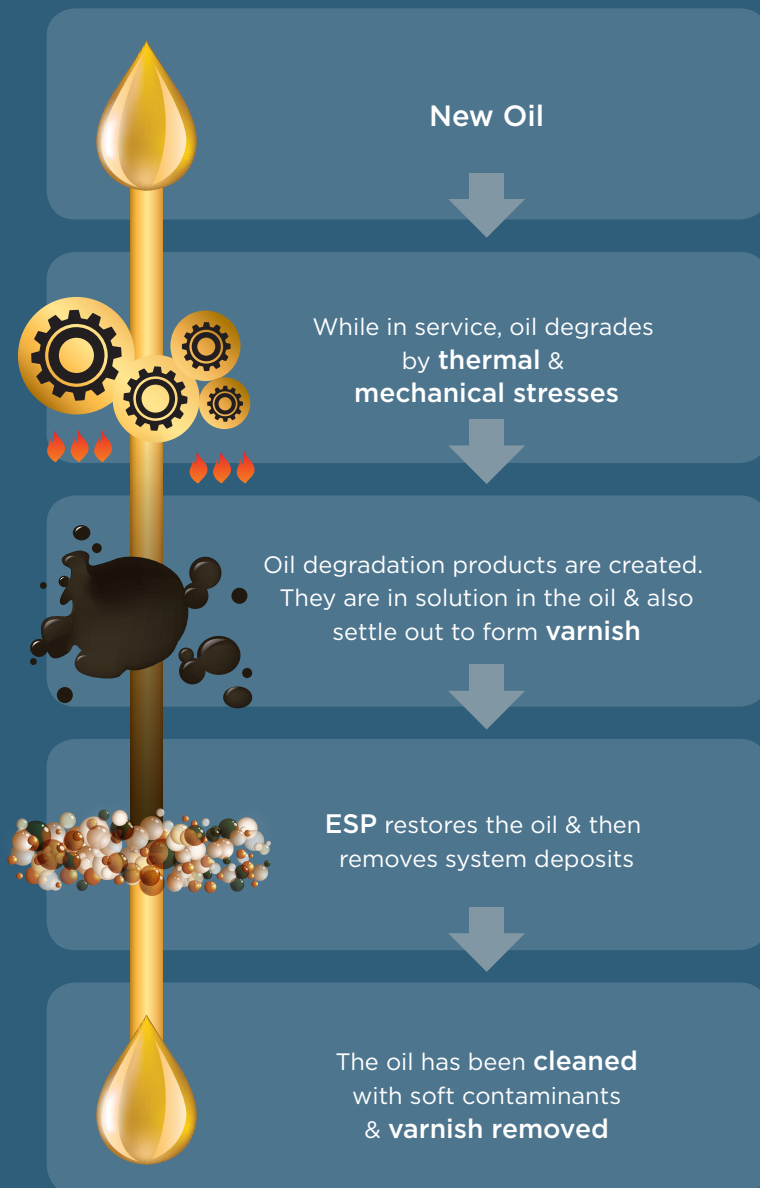 New Oil
While in service, oil degrades
by thermal &
mechanical stresses
Oil degradation products are created.
They are in solution in the oil & also
settle out to form varnish
ESP restores the oil & then
removes system deposits
The oil has been cleaned
with soft contaminants
& varnish removed